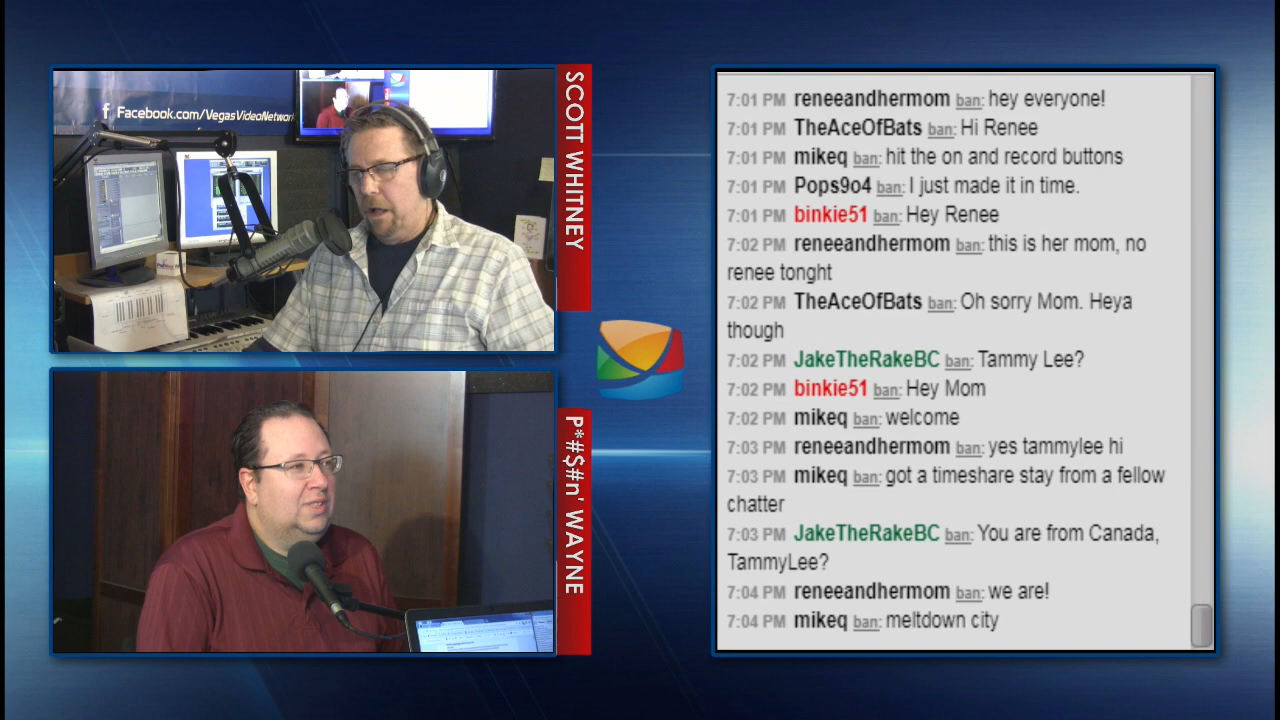 Facebook.com/VegasVideoNetwork
SCOTT WHITNEY
P*#$#n' WAYNE
7:01 PM reneeandhermom ban: hey everyone!
7:01 PM TheAceOfBats ban: Hi Renee
7:01 PM mikeq ban: hit the on and record buttons
7:01 PM Pops9o4 ban: I just made it in time.
7:01 PM binkie51 ban: Hey Renee
7:02 PM reneeandhermom ban: this is her mom, no
renee tonght
7:02 PM TheAceOfBats ban: Oh sorry Mom. Heya
though
7:02 PM JakeTheRakeBC ban: Tammy Lee?
7:02 PM binkie51 ban: Hey Mom
7:02 PM mikeq ban: welcome
7:03 PM reneeandhermom ban: yes tammylee hi
7:03 PM mikeq ban: got a timeshare stay from a fellow
chatter
7:03 PM JakeTheRakeBC ban: You are from Canada,
TammyLee?
7:04 PM reneeandhermom ban: we are!
7:04 PM mikeq ban: meltdown city